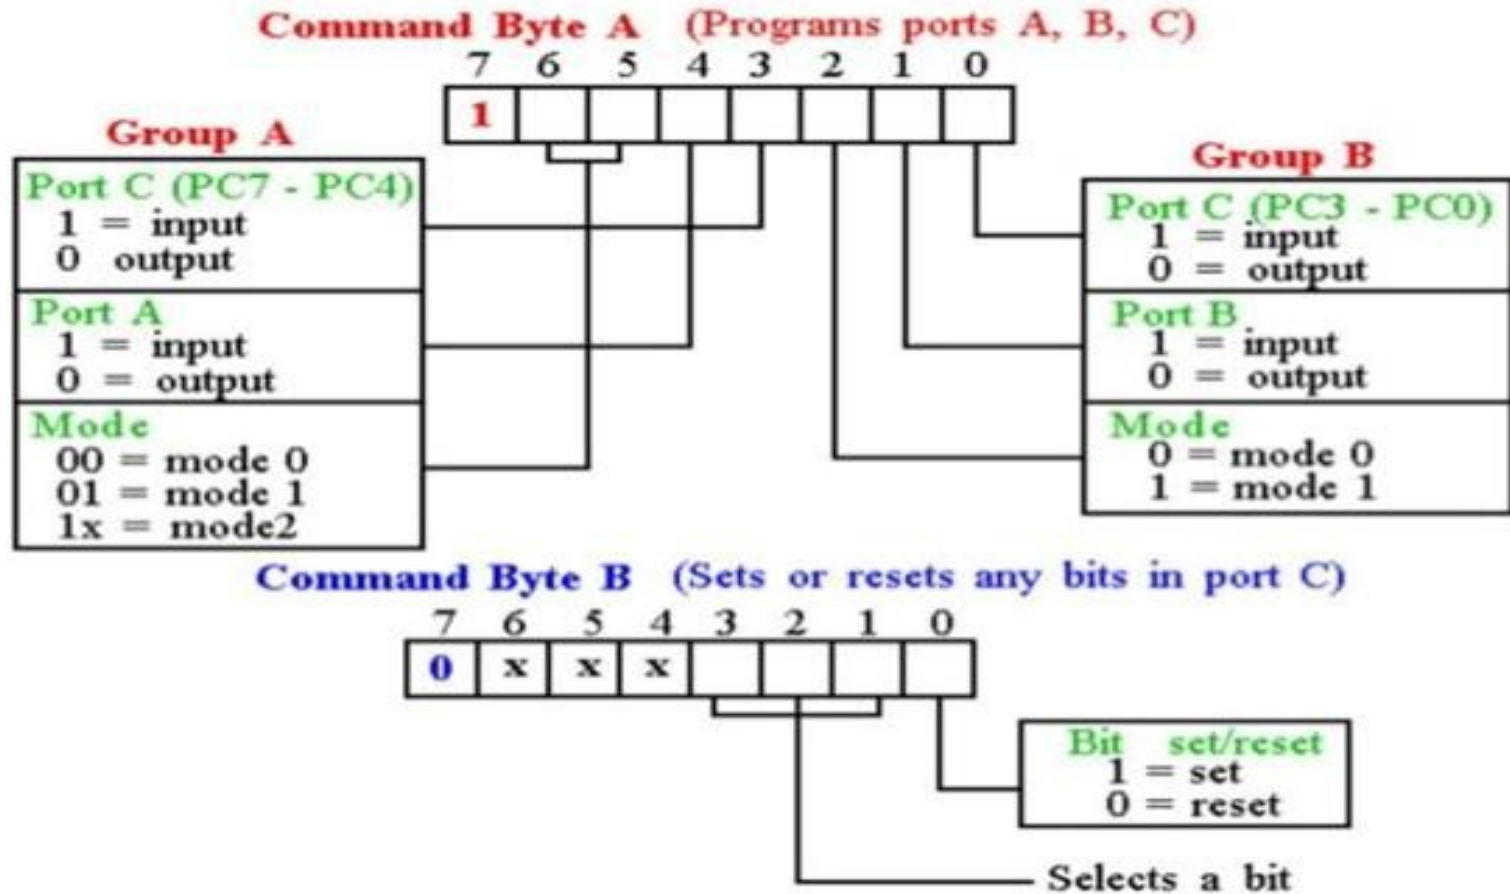 Command Byte A (Programs ports A, B, C)
7 6 5 4 3 2 1 0
1
Group A
Port C (PC7 - PC4)
1 = input
0 output
Port A
1 = input
0 = output
Mode
00 = mode 0
01 = mode 1
1x = mode2
Group B
Port C (PC3 - PC0)
1 = input
0 = output
Port B
1 = input
0 = output
Mode
0 = mode 0
1 = mode 1
Command Byte B (Sets or resets any bits in port C)
7 6 5 4 3 2 1 0
0 x x x
Bit set/reset
1 = set
0 = reset
Selects a bit